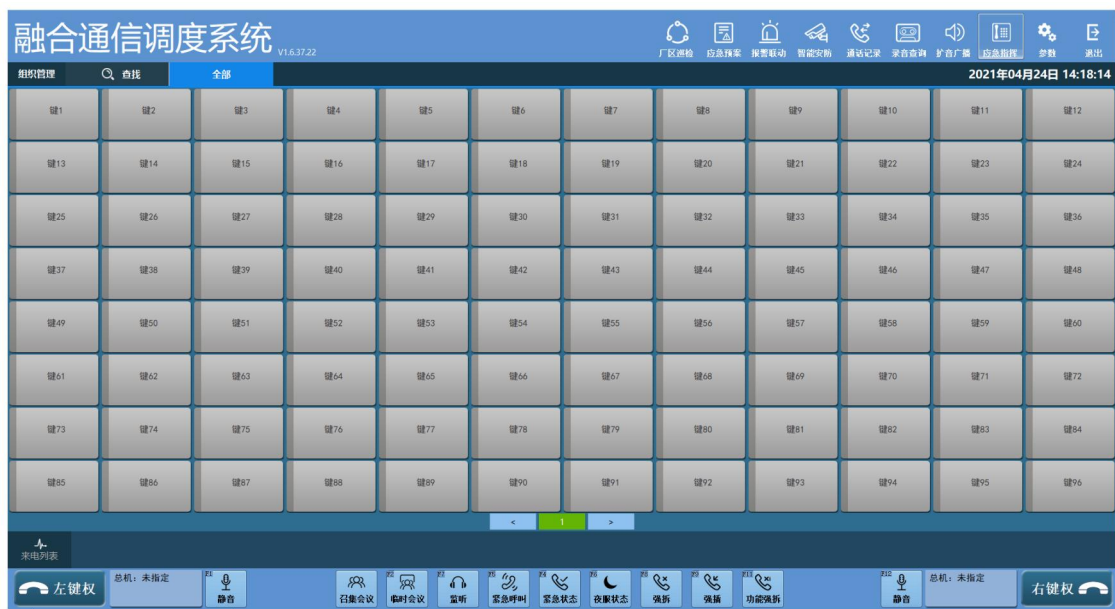 融合通信调度系统 V1.6.37.22
厂区巡检 应急预案 报警联动 智能安防 通话记录 录音查询 扩音广播 应急指挥 参数 退出
组织管理 查找 全部 2021年04月24日 14:18:14
键1 键2 键3 键4 键5 键6 键7 键8 键9 键10 键11 键12
键13 键14 键15 键16 键17 键18 键19 键20 键21 键22 键23 键24
键25 键26 键27 键28 键29 键30 键31 键32 键33 键34 键35 键36
键37 键38 键39 键40 键41 键42 键43 键44 键45 键46 键47 键48
键49 键50 键51 键52 键53 键54 键55 键56 键57 键58 键59 键60
键61 键62 键63 键64 键65 键66 键67 键68 键69 键70 键71 键72
键73 键74 键75 键76 键77 键78 键79 键80 键81 键82 键83 键84
键85 键86 键87 键88 键89 键90 键91 键92 键93 键94 键95 键96
< 1 >
来电列表
左键权 总机: 未指定 F1 静音 召集会议 临时会议 监听 紧急呼叫 紧急状态 夜服状态 强拆 强插 功能强拆 F12 静音 总机: 未指定 右键权